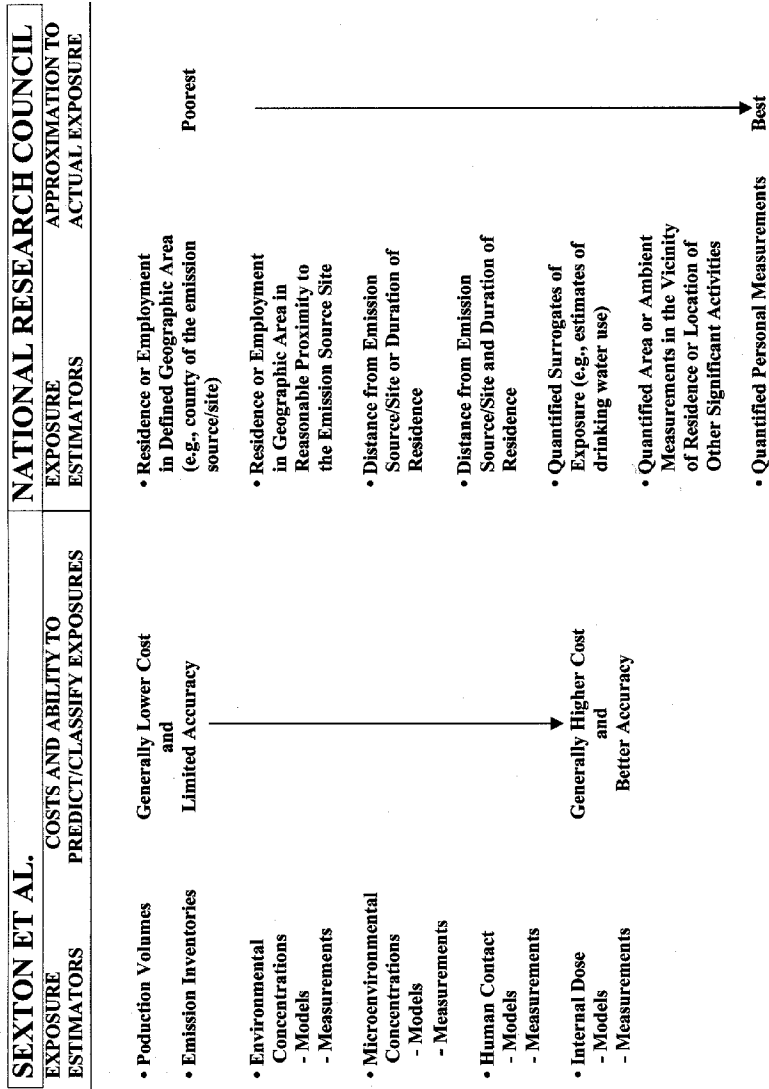 SEXTON ET AL.
EXPOSURE
ESTIMATORS
COSTS AND ABILITY TO
PREDICT/CLASSIFY EXPOSURES
• Poduction Volumes
• Emission Inventories
• Environmental
Concentrations
- Models
- Measurements
• Microenvironmental
Concentrations
- Models
- Measurements
• Human Contact
- Models
- Measurements
• Internal Dose
- Models
- Measurements
Generally Lower Cost
and
Limited Accuracy
Generally Higher Cost
and
Better Accuracy
NATIONAL RESEARCH COUNCIL
EXPOSURE
ESTIMATORS
APPROXIMATION TO
ACTUAL EXPOSURE
• Residence or Employment
in Defined Geographic Area
(e.g., county of the emission
source/site)
• Residence or Employment
in Geographic Area in
Reasonable Proximity to
the Emission Source Site
• Distance from Emission
Source/Site or Duration of
Residence
• Distance from Emission
Source/Site and Duration of
Residence
• Quantified Surrogates of
Exposure (e.g., estimates of
drinking water use)
• Quantified Area or Ambient
Measurements in the Vicinity
of Residence or Location of
Other Significant Activities
• Quantified Personal Measurements
Poorest
Best